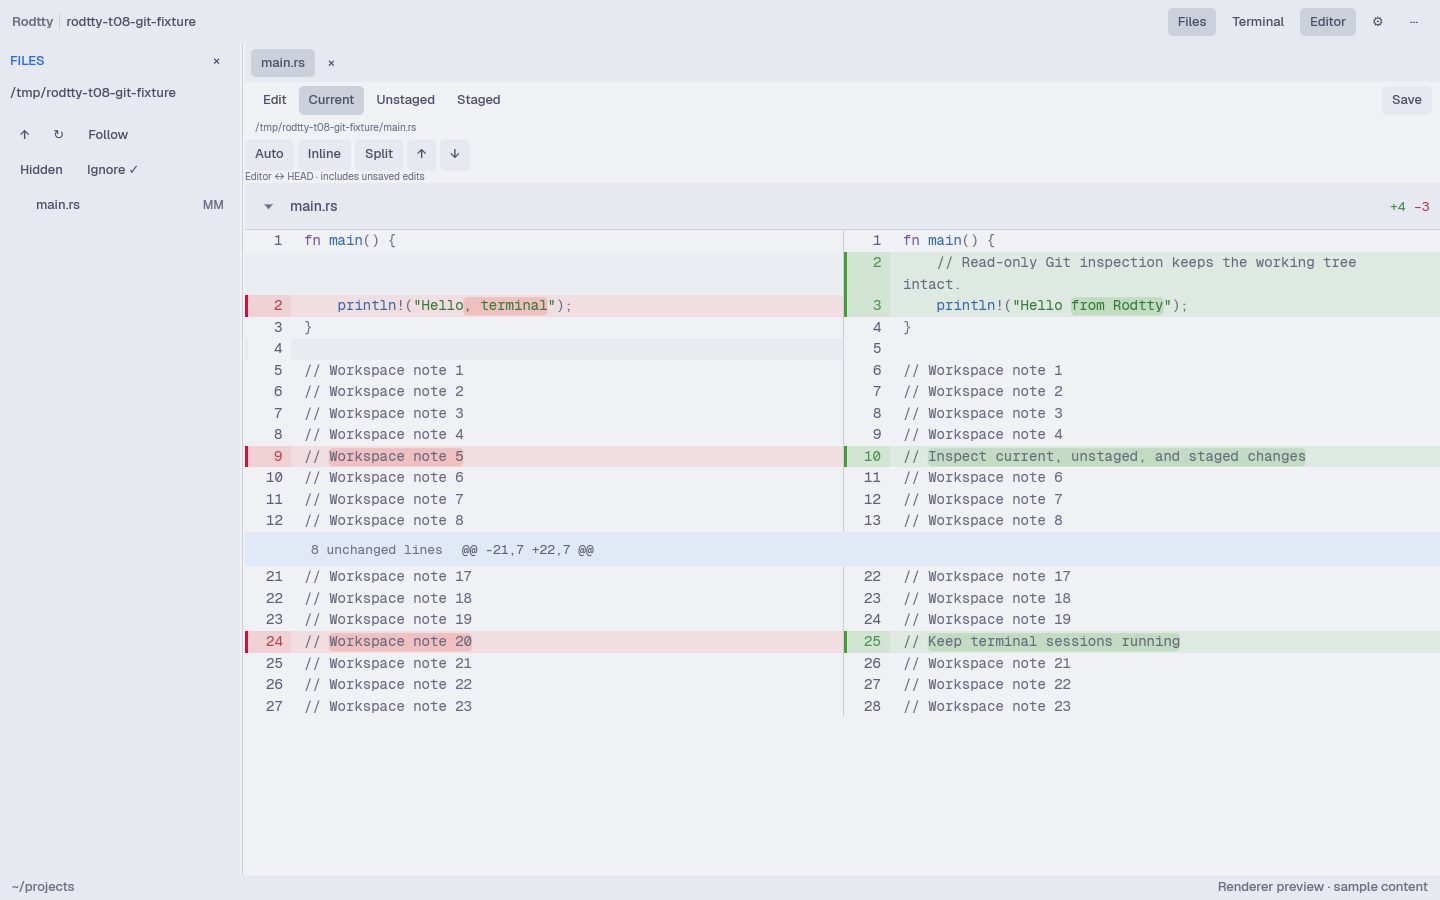 Rodtty rodtty-t08-git-fixture Files Terminal Editor ⚙ ···
FILES ×
/tmp/rodtty-t08-git-fixture
↑ ↻ Follow
Hidden Ignore ✓
main.rs MM
main.rs ×
Edit Current Unstaged Staged Save
/tmp/rodtty-t08-git-fixture/main.rs
Auto Inline Split ↑ ↓
Editor ↔ HEAD · includes unsaved edits
main.rs +4 −3
1 fn main() { 1 fn main() {
2 // Read-only Git inspection keeps the working tree
intact.
2 println!("Hello, terminal"); 3 println!("Hello from Rodtty");
3 } 4 }
4 5
5 // Workspace note 1 6 // Workspace note 1
6 // Workspace note 2 7 // Workspace note 2
7 // Workspace note 3 8 // Workspace note 3
8 // Workspace note 4 9 // Workspace note 4
9 // Workspace note 5 10 // Inspect current, unstaged, and staged changes
10 // Workspace note 6 11 // Workspace note 6
11 // Workspace note 7 12 // Workspace note 7
12 // Workspace note 8 13 // Workspace note 8
8 unchanged lines @@ -21,7 +22,7 @@
21 // Workspace note 17 22 // Workspace note 17
22 // Workspace note 18 23 // Workspace note 18
23 // Workspace note 19 24 // Workspace note 19
24 // Workspace note 20 25 // Keep terminal sessions running
25 // Workspace note 21 26 // Workspace note 21
26 // Workspace note 22 27 // Workspace note 22
27 // Workspace note 23 28 // Workspace note 23
~/projects Renderer preview · sample content